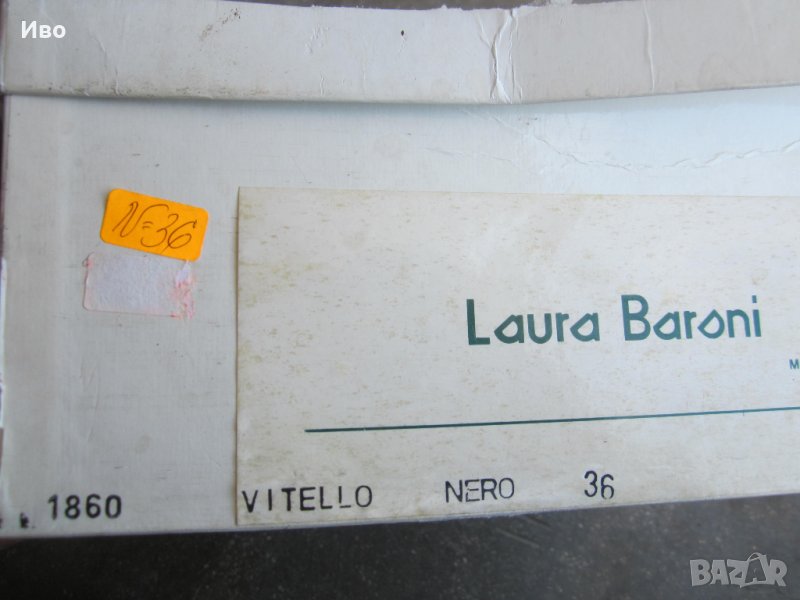 Иво
N=36
Laura Baroni
M
1860 VITELLO NERO 36
BAZAR